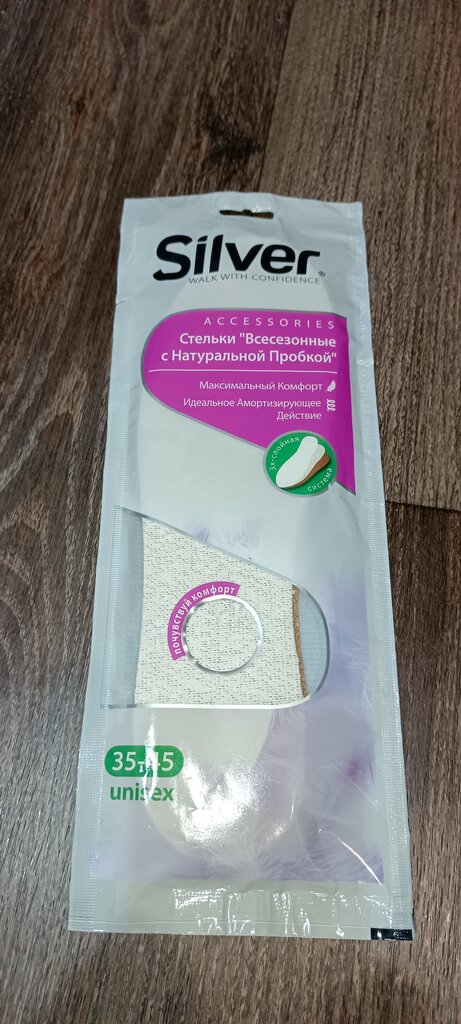 Silver®
WALK WITH CONFIDENCE
ACCESSORIES
Стельки "Всесезонные
с Натуральной Пробкой"
Максимальный Комфорт
Идеальное Амортизирующее
Действие
3х-слойная
система
почувствуй комфорт
35-45
unisex